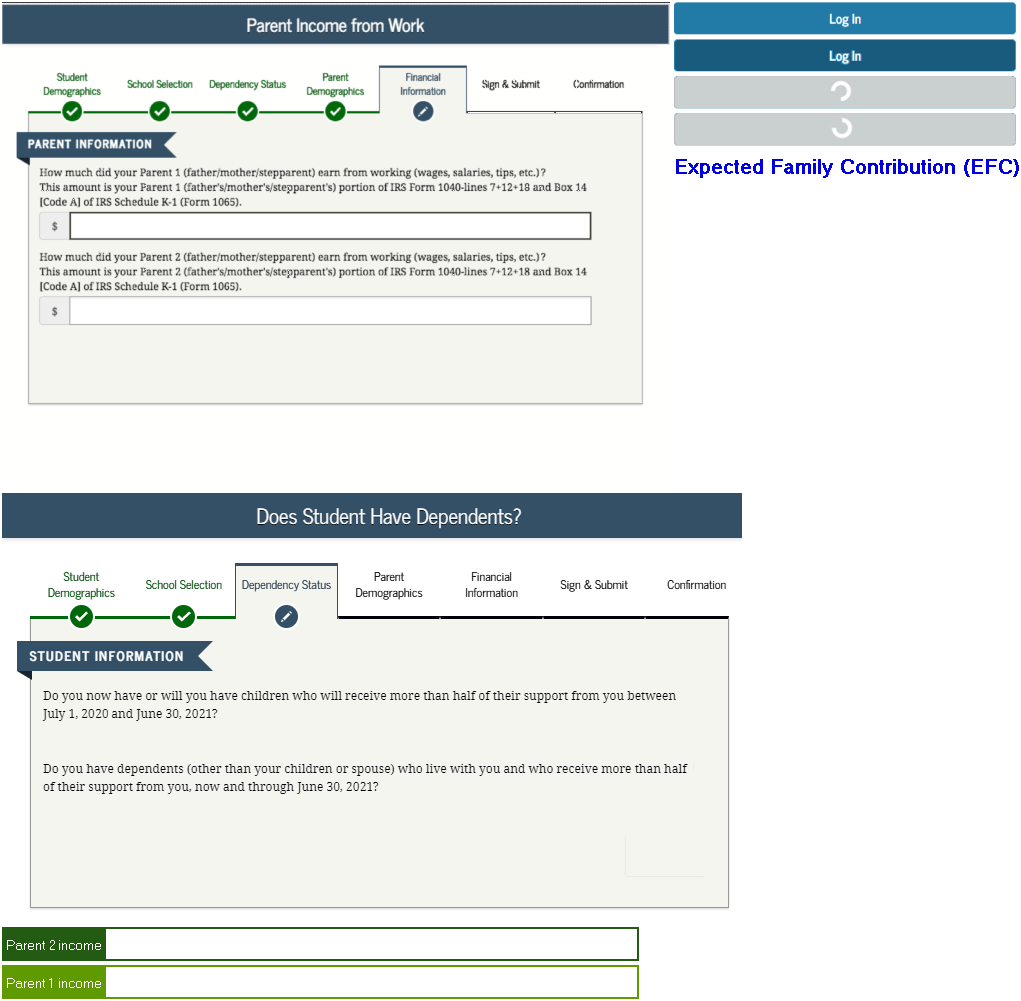 Parent Income from Work
Student Demographics
School Selection
Dependency Status
Parent Demographics
Financial Information
Sign & Submit
Confirmation
PARENT INFORMATION
How much did your Parent 1 (father/mother/stepparent) earn from working (wages, salaries, tips, etc.)?
This amount is your Parent 1 (father's/mother's/stepparent's) portion of IRS Form 1040-lines 7+12+18 and Box 14
[Code A] of IRS Schedule K-1 (Form 1065).
$
How much did your Parent 2 (father/mother/stepparent) earn from working (wages, salaries, tips, etc.)?
This amount is your Parent 2 (father's/mother's/stepparent's) portion of IRS Form 1040-lines 7+12+18 and Box 14
[Code A] of IRS Schedule K-1 (Form 1065).
$
Log In
Log In
Expected Family Contribution (EFC)
Does Student Have Dependents?
Student Demographics
School Selection
Dependency Status
Parent Demographics
Financial Information
Sign & Submit
Confirmation
STUDENT INFORMATION
Do you now have or will you have children who will receive more than half of their support from you between
July 1, 2020 and June 30, 2021?
Do you have dependents (other than your children or spouse) who live with you and who receive more than half
of their support from you, now and through June 30, 2021?
Parent 2 income
Parent 1 income